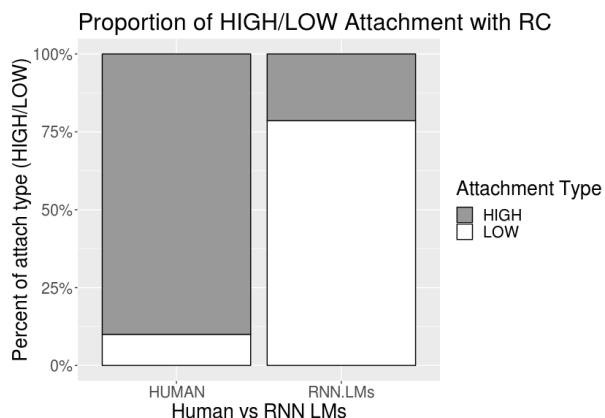 Proportion of HIGH/LOW Attachment with RC
Percent of attach type (HIGH/LOW)
100%
75%
50%
25%
0%
HUMAN
RNN.LMs
Human vs RNN LMs
Attachment Type
HIGH
LOW